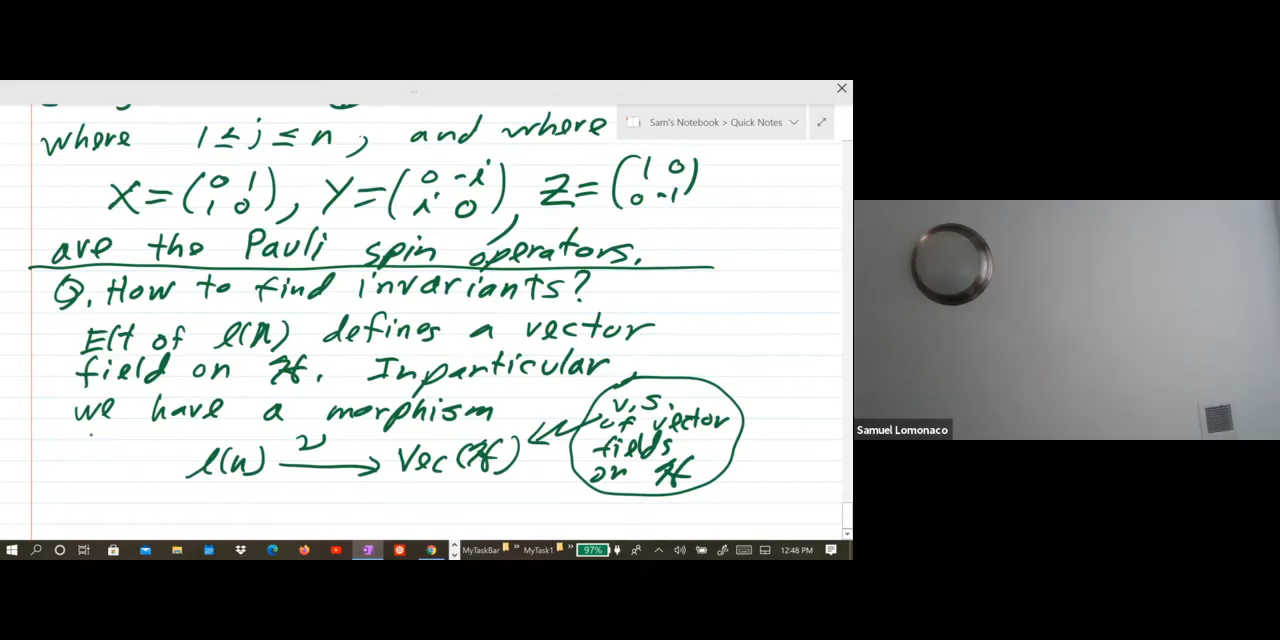 Sam's Notebook > Quick Notes
where 1 ≤ j ≤ n, and where
X = (0 1 1 0), Y = (0 -i i 0), Z = (1 0 0 -1)
are the Pauli spin operators.
Q. How to find invariants?
Elt of l(n) defines a vector
field on H. In particular,
we have a morphism
l(n) ν→ Vec(H)
v.s.
of vector
fields
on H
Samuel Lomonaco
MyTaskBar » MyTask1 » 97% 12:48 PM